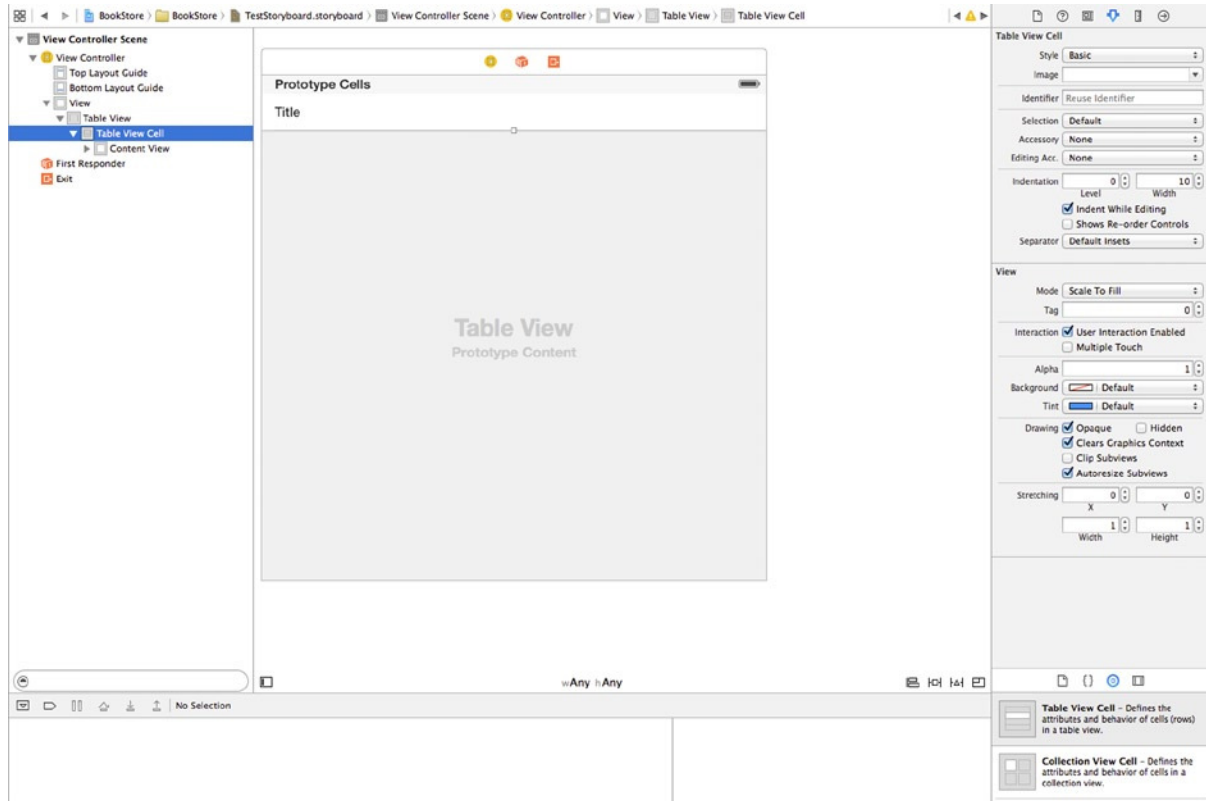 BookStore BookStore TestStoryboard.storyboard View Controller Scene View Controller View Table View Table View Cell
View Controller Scene
View Controller
Top Layout Guide
Bottom Layout Guide
View
Table View
Table View Cell
Content View
First Responder
Exit
Prototype Cells
Title
Table View
Prototype Content
wAny hAny
No Selection
Table View Cell
Style Basic
Image
Identifier Reuse Identifier
Selection Default
Accessory None
Editing Acc. None
Indentation 0 10
Level Width
Indent While Editing
Shows Re-order Controls
Separator Default Insets
View
Mode Scale To Fill
Tag 0
Interaction User Interaction Enabled
Multiple Touch
Alpha 1
Background Default
Tint Default
Drawing Opaque Hidden
Clears Graphics Context
Clip Subviews
Autoresize Subviews
Stretching 0 0
X Y
1 1
Width Height
Table View Cell - Defines the
attributes and behavior of cells (rows)
in a table view.
Collection View Cell - Defines the
attributes and behavior of cells in a
collection view.